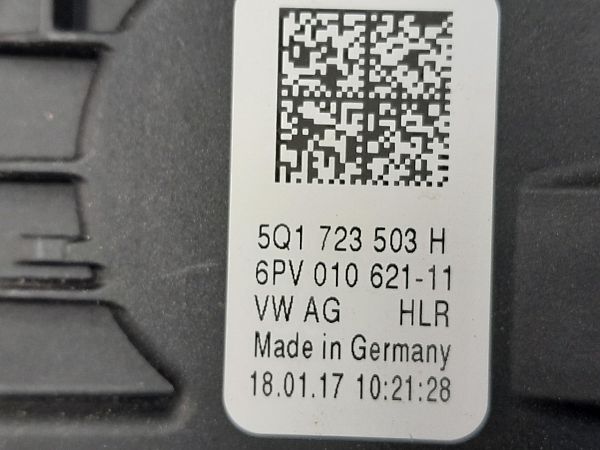 5Q1 723 503 H
6PV 010 621-11
VW AG HLR
Made in Germany
18.01.17 10:21:28